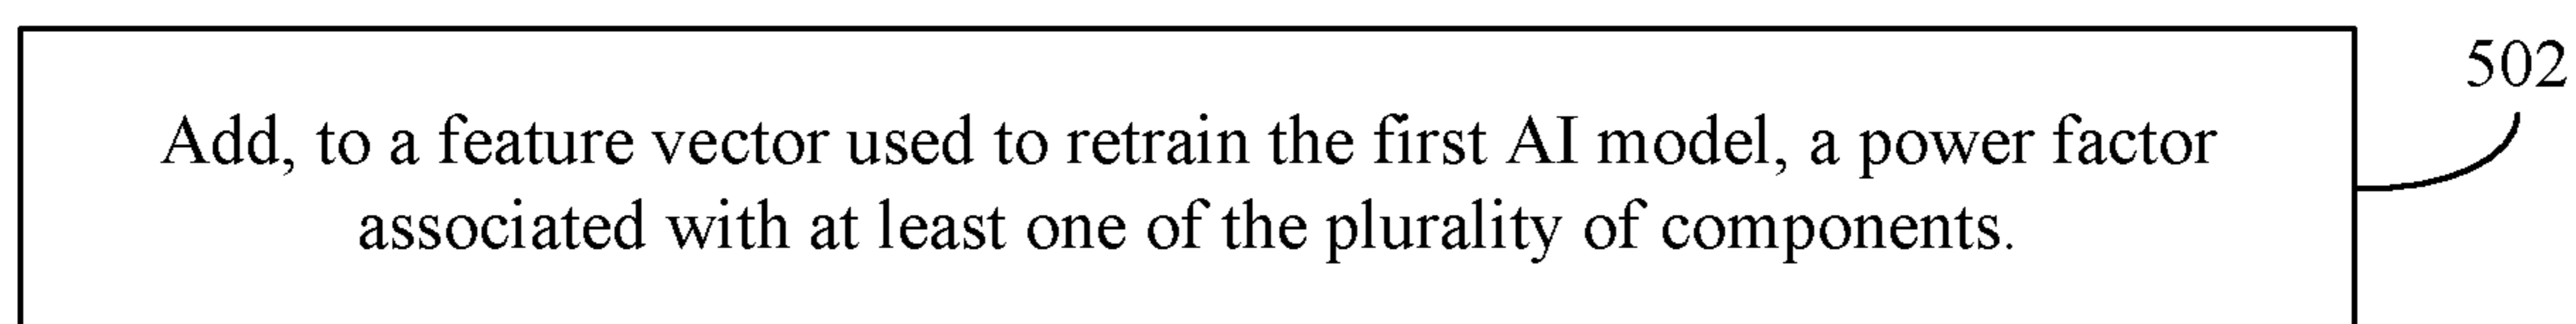 502
Add, to a feature vector used to retrain the first AI model, a power factor
associated with at least one of the plurality of components.